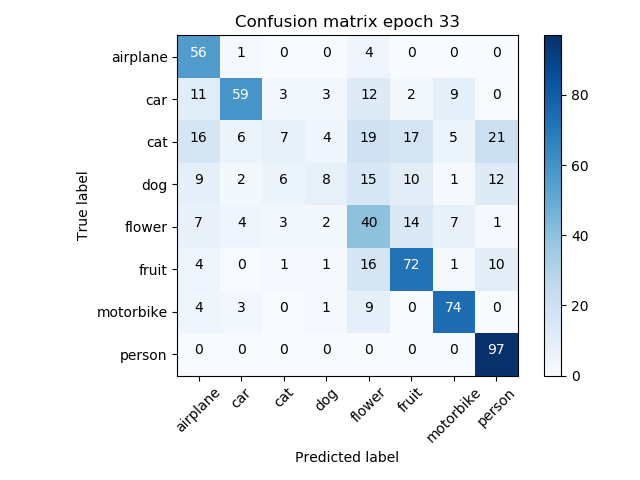 Confusion matrix epoch 33
True label
airplane 56 1 0 0 4 0 0 0
car 11 59 3 3 12 2 9 0
cat 16 6 7 4 19 17 5 21
dog 9 2 6 8 15 10 1 12
flower 7 4 3 2 40 14 7 1
fruit 4 0 1 1 16 72 1 10
motorbike 4 3 0 1 9 0 74 0
person 0 0 0 0 0 0 0 97
airplane car cat dog flower fruit motorbike person
Predicted label
80
60
40
20
0